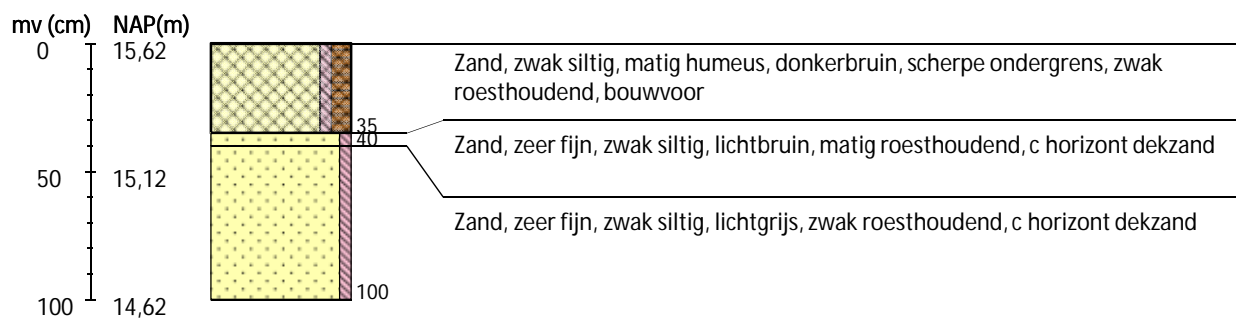 mv (cm) NAP(m)
0 15,62
Zand, zwak siltig, matig humeus, donkerbruin, scherpe ondergrens, zwak
roesthoudend, bouwvoor
35
40
Zand, zeer fijn, zwak siltig, lichtbruin, matig roesthoudend, c horizont dekzand
50 15,12
Zand, zeer fijn, zwak siltig, lichtgrijs, zwak roesthoudend, c horizont dekzand
100
100 14,62